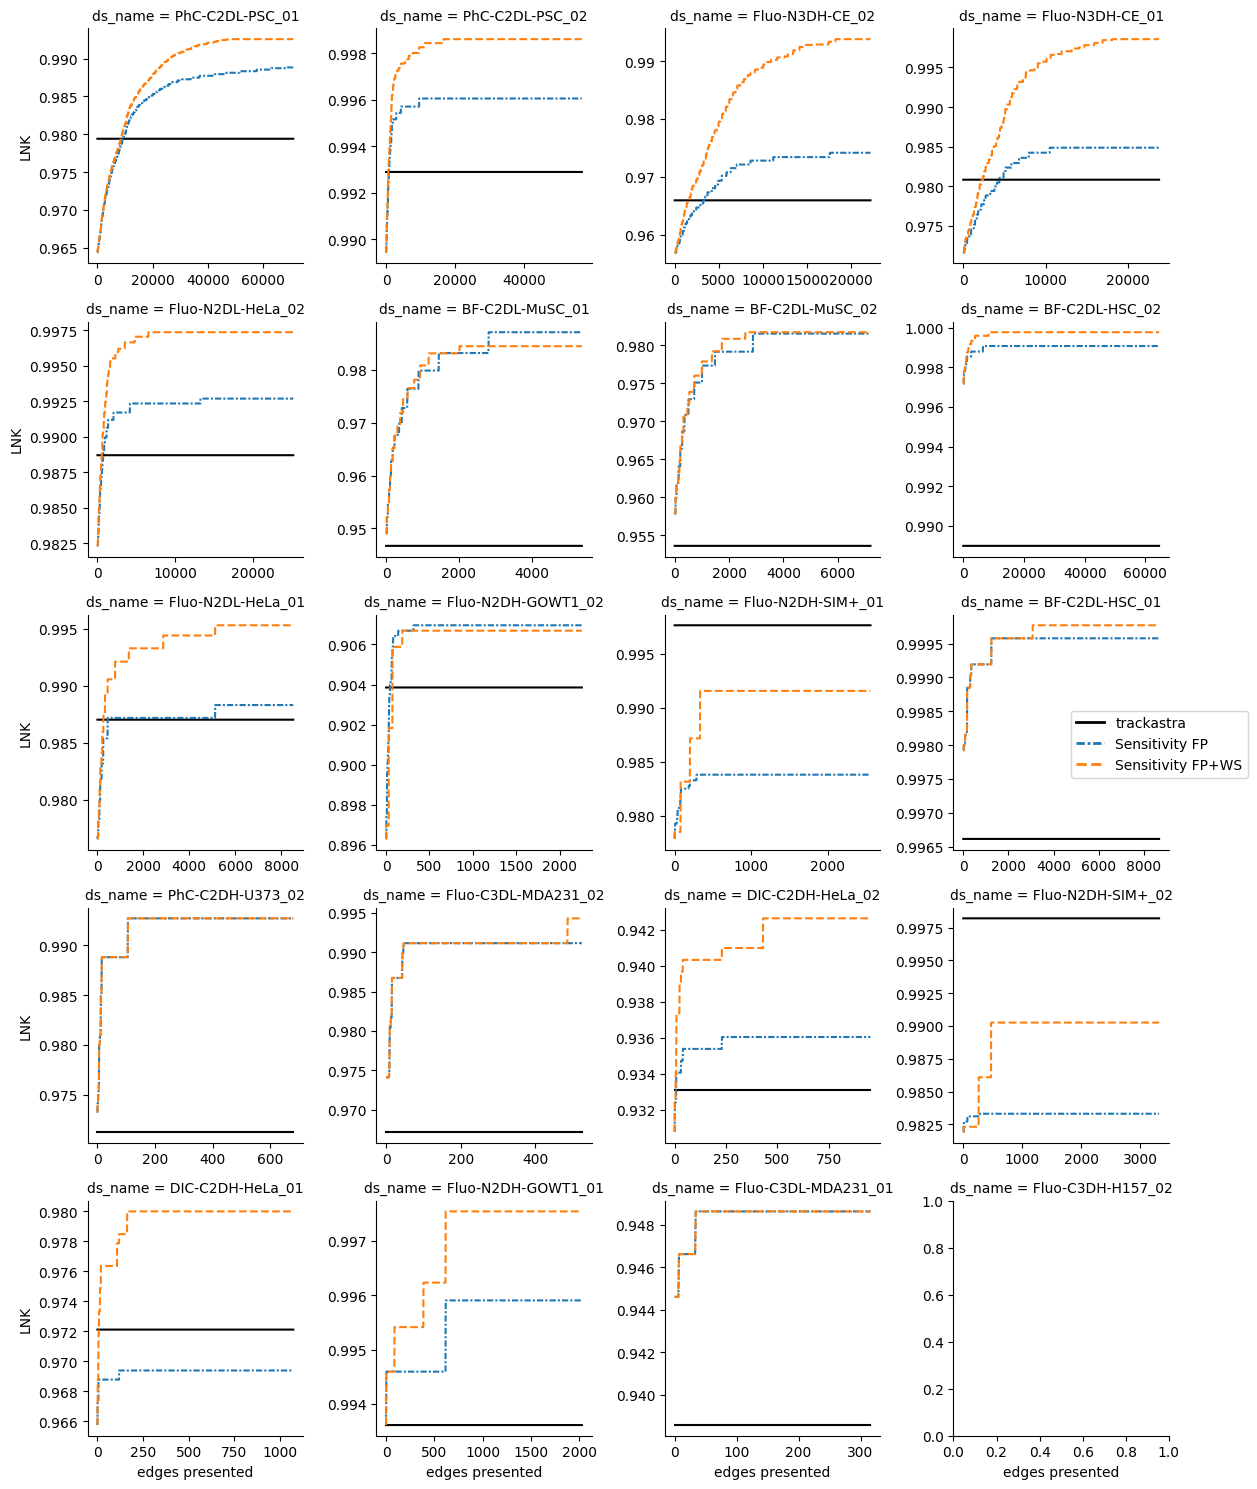 ds_name = PhC-C2DL-PSC_01
ds_name = PhC-C2DL-PSC_02
ds_name = Fluo-N3DH-CE_02
ds_name = Fluo-N3DH-CE_01
LNK
0.990
0.985
0.980
0.975
0.970
0.965
0 20000 40000 60000
0.998
0.996
0.994
0.992
0.990
0 20000 40000
0.99
0.98
0.97
0.96
0 5000 10000 15000 20000
0.995
0.990
0.985
0.980
0.975
0 10000 20000
ds_name = Fluo-N2DL-HeLa_02
ds_name = BF-C2DL-MuSC_01
ds_name = BF-C2DL-MuSC_02
ds_name = BF-C2DL-HSC_02
LNK
0.9975
0.9950
0.9925
0.9900
0.9875
0.9850
0.9825
0 10000 20000
0.98
0.97
0.96
0.95
0 2000 4000
0.980
0.975
0.970
0.965
0.960
0.955
0 2000 4000 6000
1.000
0.998
0.996
0.994
0.992
0.990
0 20000 40000 60000
ds_name = Fluo-N2DL-HeLa_01
ds_name = Fluo-N2DH-GOWT1_02
ds_name = Fluo-N2DH-SIM+_01
ds_name = BF-C2DL-HSC_01
LNK
0.995
0.990
0.985
0.980
0 2000 4000 6000 8000
0.906
0.904
0.902
0.900
0.898
0.896
0 500 1000 1500 2000
0.995
0.990
0.985
0.980
0 1000 2000
0.9995
0.9990
0.9985
0.9980
0.9975
0.9970
0.9965
0 2000 4000 6000 8000
trackastra
Sensitivity FP
Sensitivity FP+WS
ds_name = PhC-C2DH-U373_02
ds_name = Fluo-C3DL-MDA231_02
ds_name = DIC-C2DH-HeLa_02
ds_name = Fluo-N2DH-SIM+_02
LNK
0.990
0.985
0.980
0.975
0 200 400 600
0.995
0.990
0.985
0.980
0.975
0.970
0 200 400
0.942
0.940
0.938
0.936
0.934
0.932
0 250 500 750
0.9975
0.9950
0.9925
0.9900
0.9875
0.9850
0.9825
0 1000 2000 3000
ds_name = DIC-C2DH-HeLa_01
ds_name = Fluo-N2DH-GOWT1_01
ds_name = Fluo-C3DL-MDA231_01
ds_name = Fluo-C3DH-H157_02
LNK
0.980
0.978
0.976
0.974
0.972
0.970
0.968
0.966
0 250 500 750 1000
edges presented
0.997
0.996
0.995
0.994
0 500 1000 1500 2000
edges presented
0.948
0.946
0.944
0.942
0.940
0 100 200 300
edges presented
1.0
0.8
0.6
0.4
0.2
0.0
0.0 0.2 0.4 0.6 0.8 1.0
edges presented